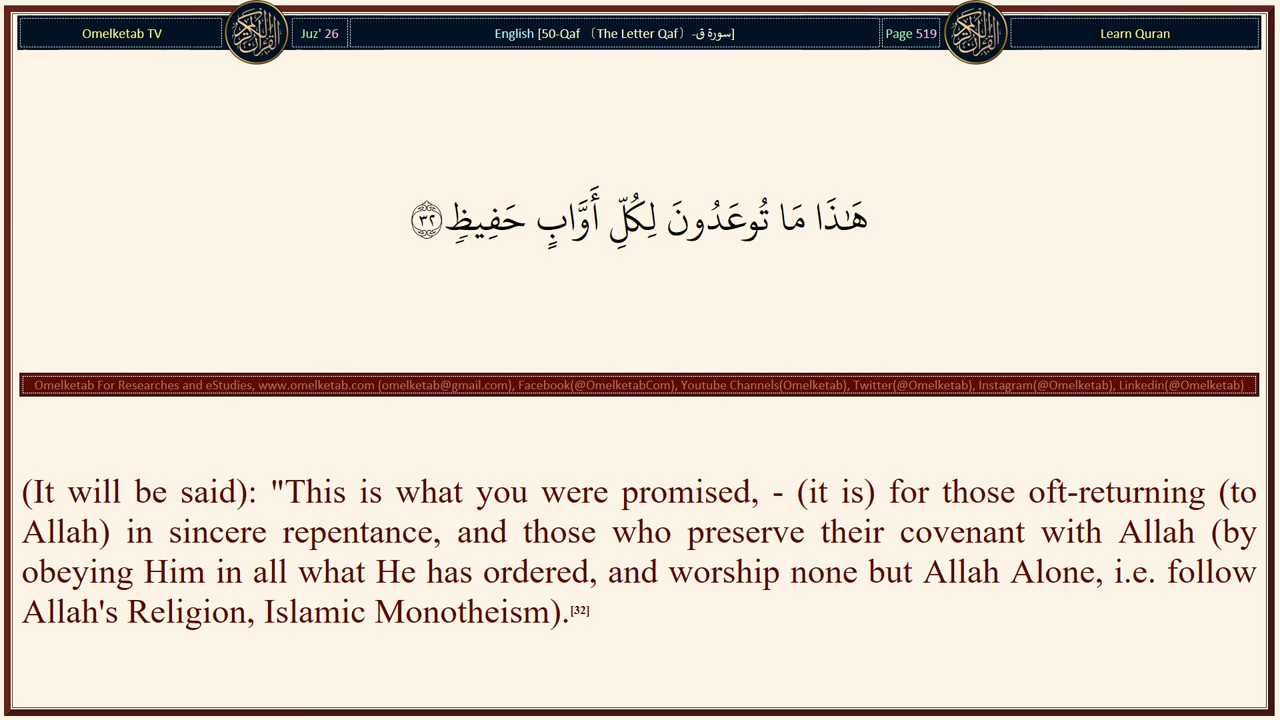 Omelketab TV
Juz' 26
English [50-Qaf （The Letter Qaf） -سورة ق]
Page 519
Learn Quran
هَـٰذَا مَا تُوعَدُونَ لِكُلِّ أَوَّابٍ حَفِيظٖ ٣٢
Omelketab For Researches and eStudies, www.omelketab.com (omelketab@gmail.com), Facebook(@OmelketabCom), Youtube Channels(Omelketab), Twitter(@Omelketab), Instagram(@Omelketab), Linkedin(@Omelketab)
(It will be said): "This is what you were promised, - (it is) for those oft-returning (to
Allah) in sincere repentance, and those who preserve their covenant with Allah (by
obeying Him in all what He has ordered, and worship none but Allah Alone, i.e. follow
Allah's Religion, Islamic Monotheism).[32]